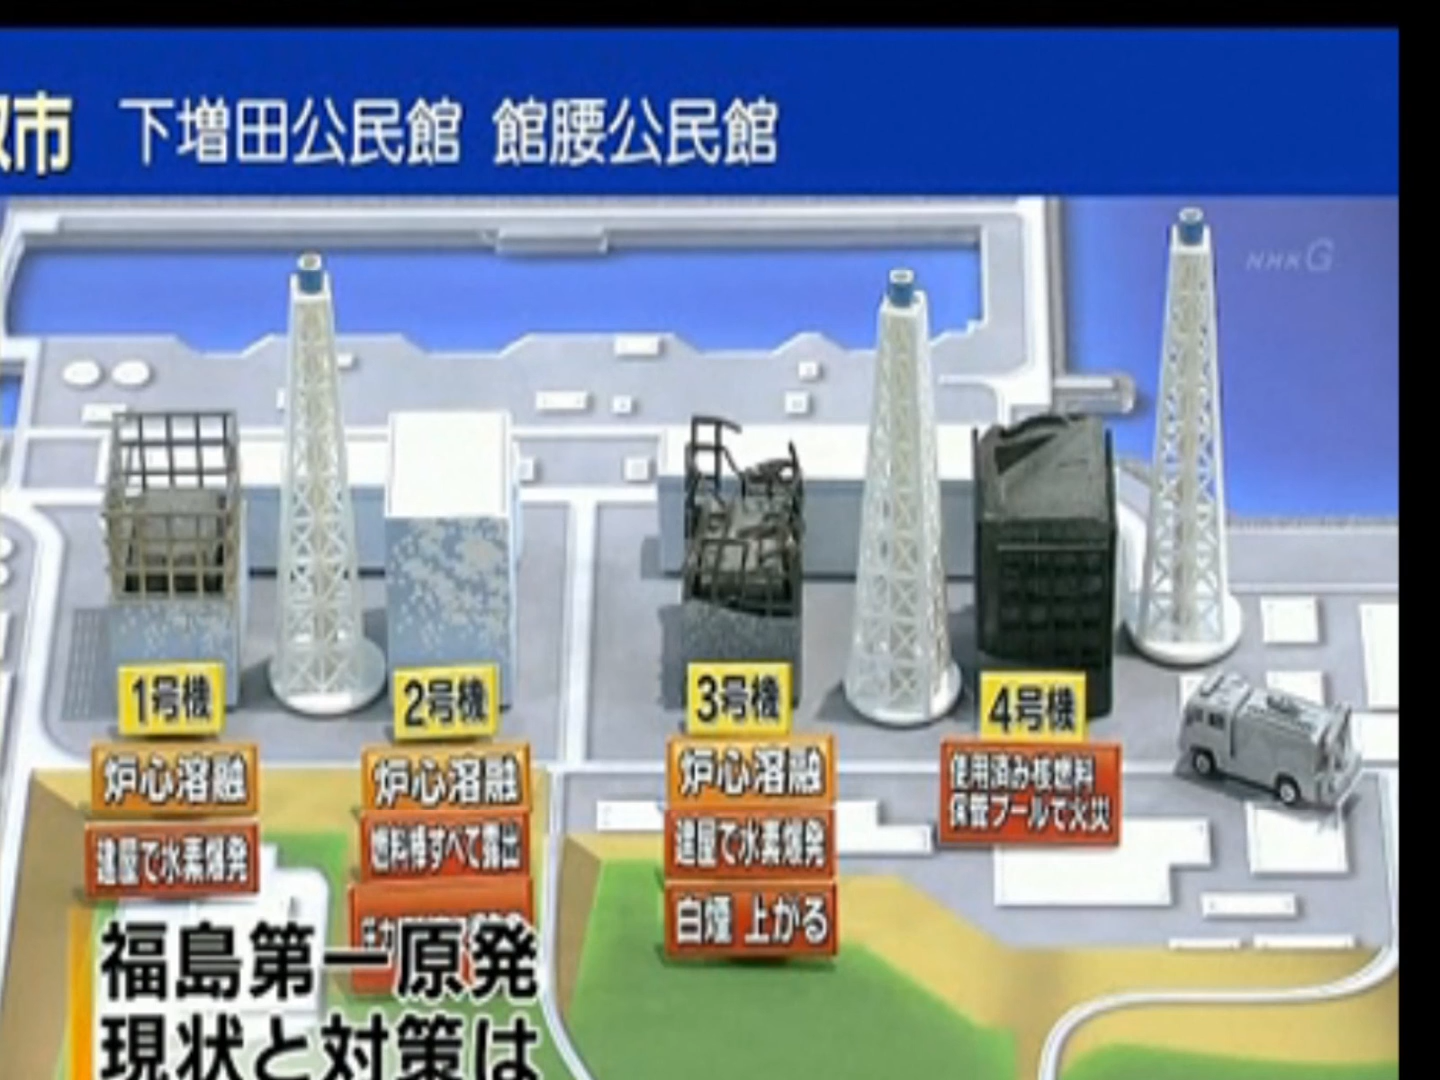 市 下増田公民館 館腰公民館
NHK G
1号機
2号機
3号機
4号機
炉心溶融
炉心溶融
炉心溶融
使用済み核燃料
保管プールで火災
建屋で水素爆発
燃料棒すべて露出
建屋で水素爆発
白煙 上がる
福島第一原発
現状と対策は